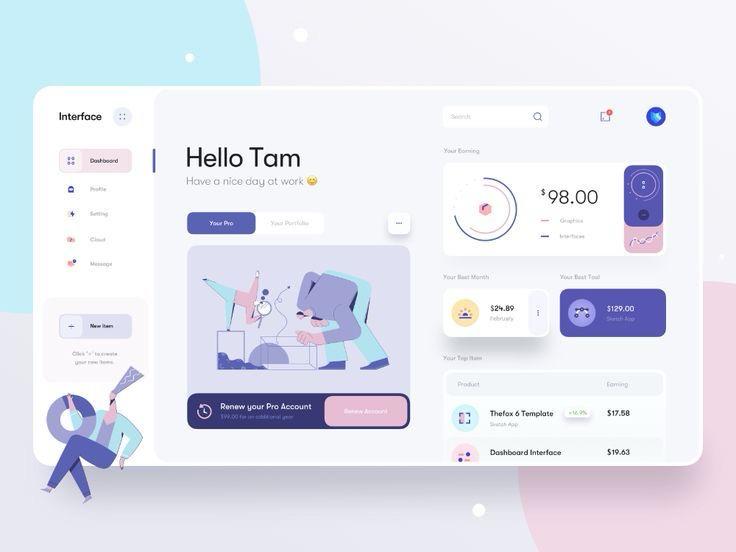 Interface
Dashboard
Profile
Setting
Cloud
Message
New item
Click "+" to create
your new items.
Hello Tam
Have a nice day at work 😊
Your Pro
Your Portfolio
Renew your Pro Account
$99.00 for an additional year
Renew Account
Search
Your Earning
$98.00
Graphics
Interfaces
Your Best Month
$24.89
February
Your Best Tool
$129.00
Sketch App
Your Top Item
Product
Earning
Thefox 6 Template
+16.9%
$17.58
Sketch App
Dashboard Interface
$19.63